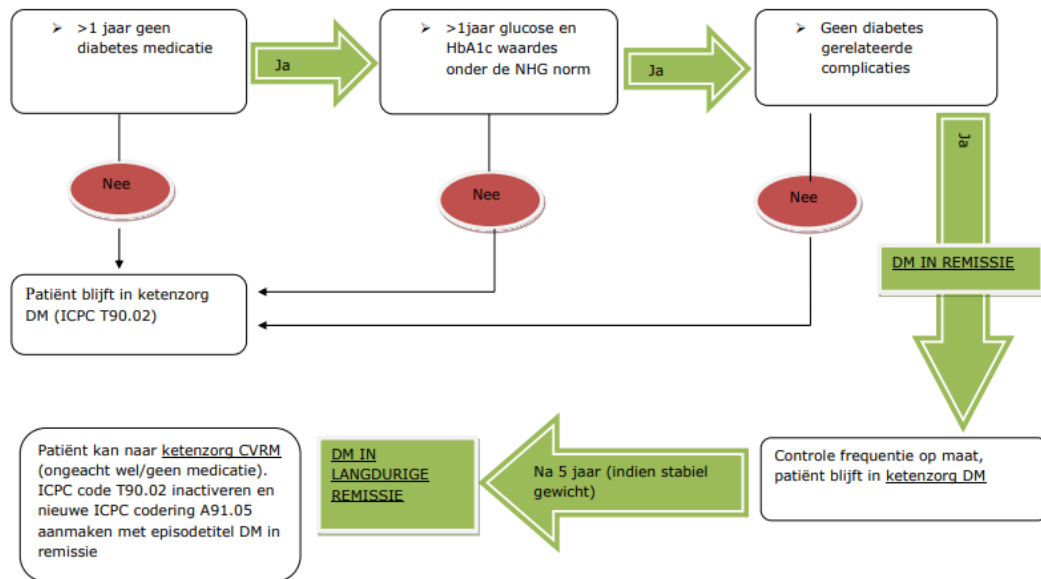 ➢ >1 jaar geen
diabetes medicatie
Ja
➢ >1jaar glucose en
HbA1c waardes
onder de NHG norm
Ja
➢ Geen diabetes
gerelateerde
complicaties
Nee
Nee
Nee
Ja
DM IN REMISSIE
Patiënt blijft in ketenzorg
DM (ICPC T90.02)
Controle frequentie op maat,
patiënt blijft in ketenzorg DM
Na 5 jaar (indien stabiel
gewicht)
DM IN
LANGDURIGE
REMISSIE
Patiënt kan naar ketenzorg CVRM
(ongeacht wel/geen medicatie).
ICPC code T90.02 inactiveren en
nieuwe ICPC codering A91.05
aanmaken met episodetitel DM in
remissie